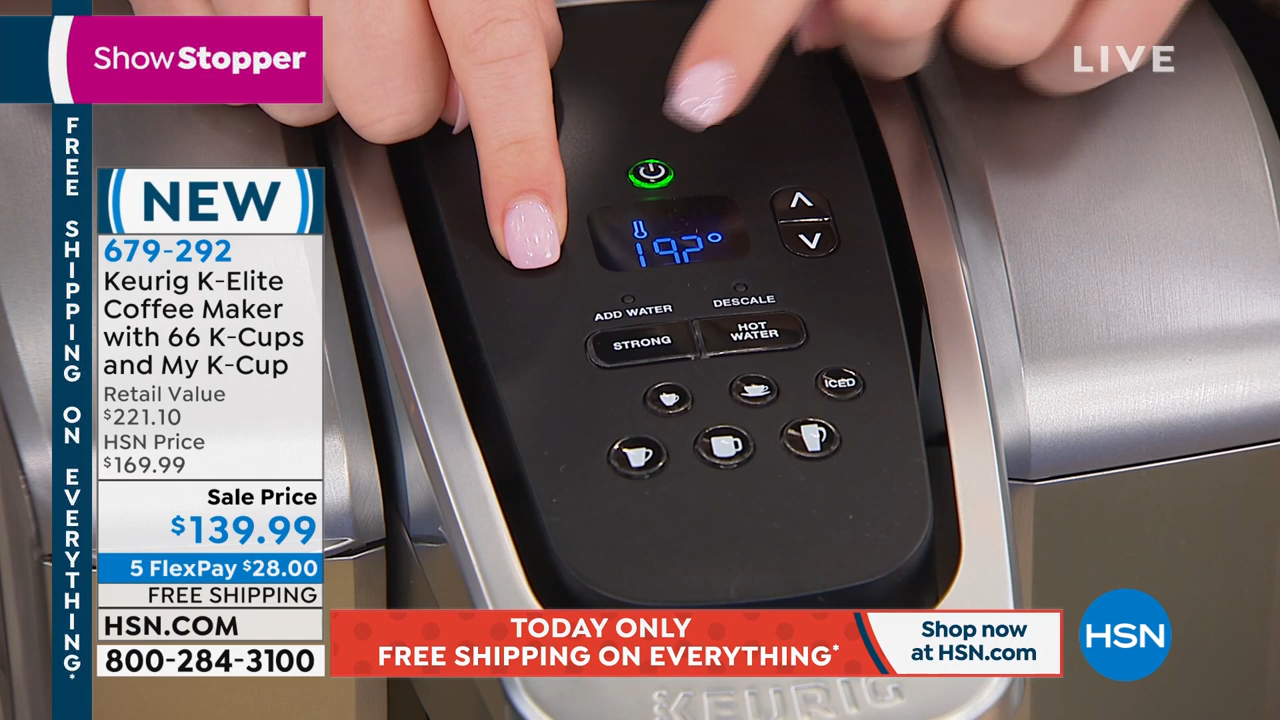 ShowStopper
LIVE
FREE SHIPPING ON EVERYTHING*
NEW
679-292
Keurig K-Elite
Coffee Maker
with 66 K-Cups
and My K-Cup
Retail Value
$221.10
HSN Price
$169.99
Sale Price
$139.99
5 FlexPay $28.00
FREE SHIPPING
HSN.COM
800-284-3100
192°
ADD WATER
DESCALE
STRONG
HOT
WATER
ICED
TODAY ONLY
FREE SHIPPING ON EVERYTHING*
Shop now
at HSN.com
HSN
KEURIG